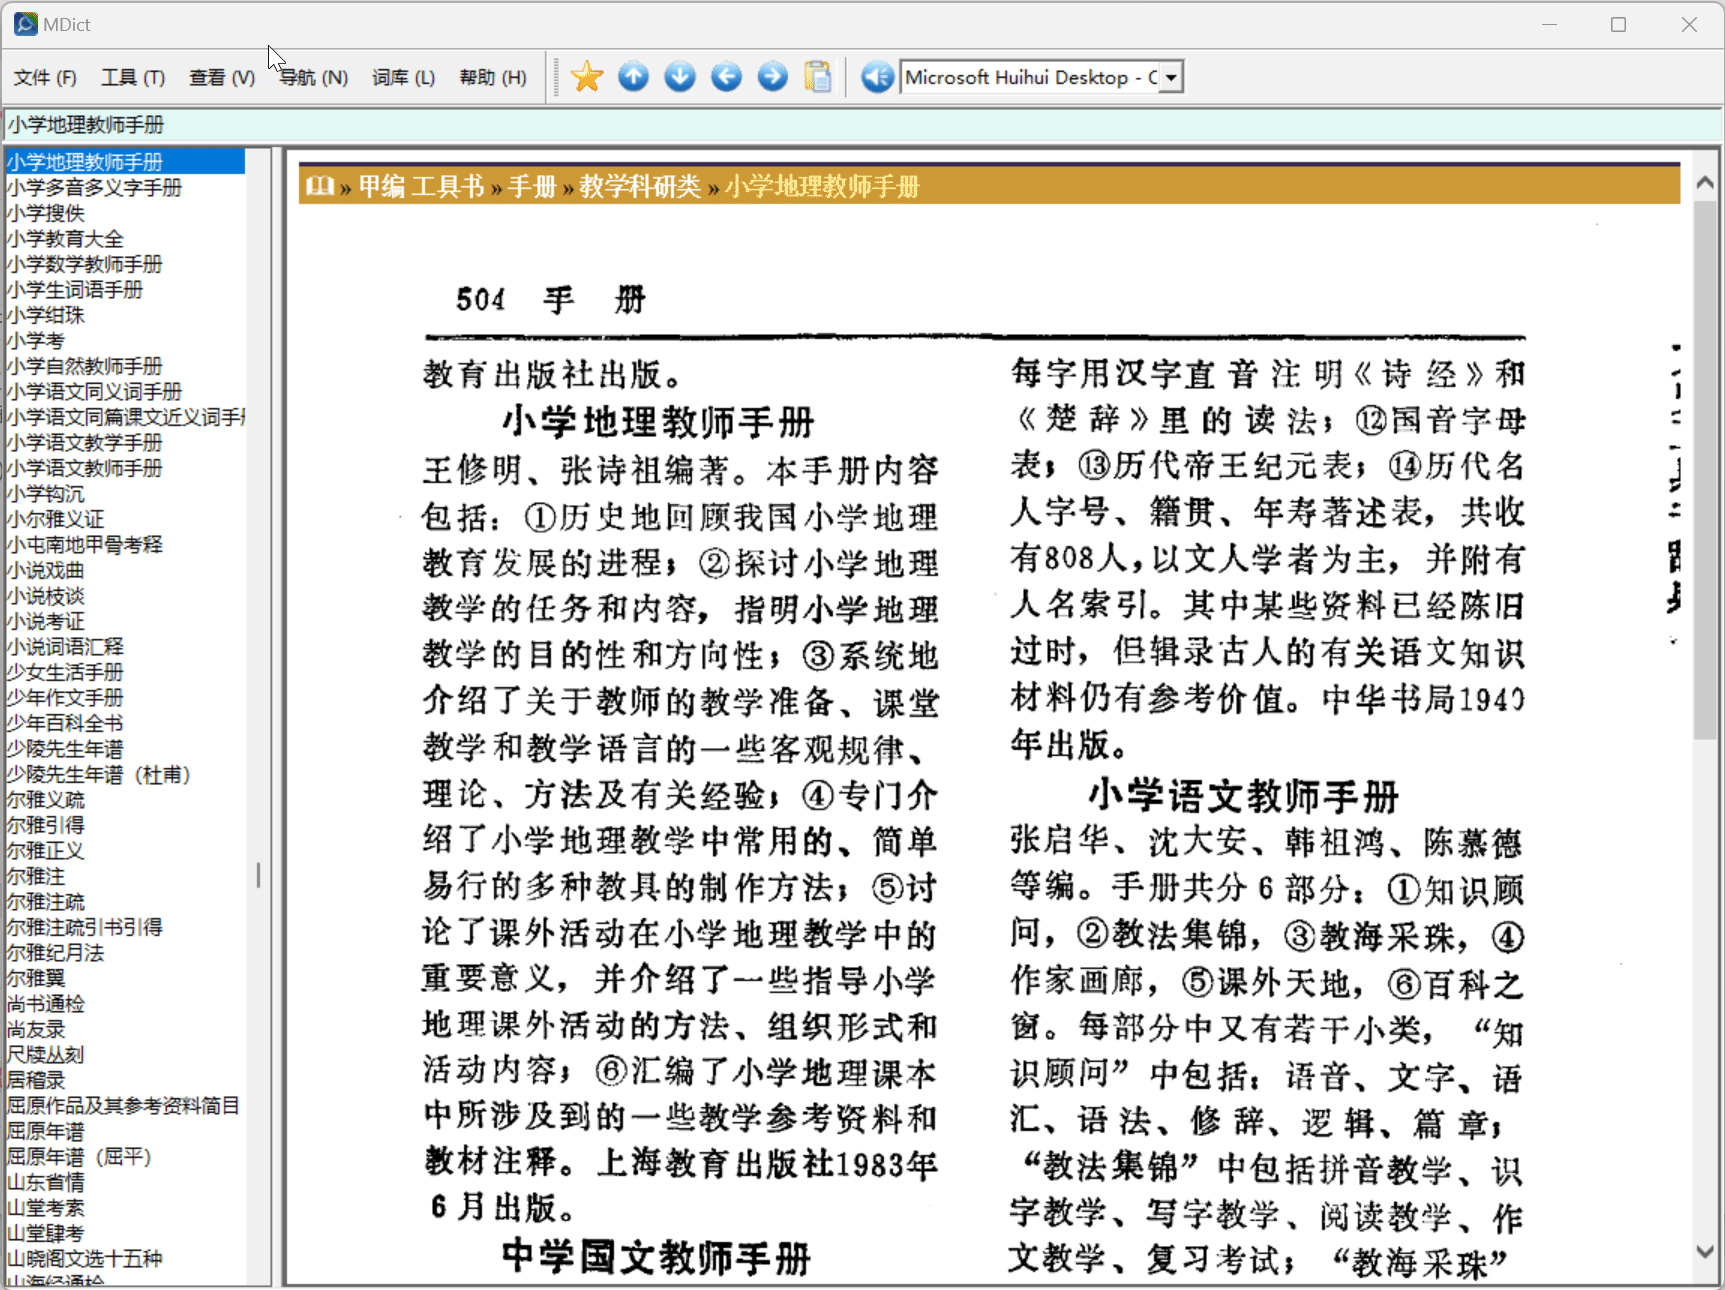 MDict
文件 (F) 工具 (T) 查看 (V) 导航 (N) 词库 (L) 帮助 (H) Microsoft Huihui Desktop - C
小学地理教师手册
小学地理教师手册
小学多音多义字手册
小学搜佚
小学教育大全
小学数学教师手册
小学生词语手册
小学绀珠
小学考
小学自然教师手册
小学语文同义词手册
小学语文同篇课文近义词手册
小学语文教学手册
小学语文教师手册
小学钩沉
小尔雅义证
小屯南地甲骨考释
小说戏曲
小说枝谈
小说考证
小说词语汇释
少女生活手册
少年作文手册
少年百科全书
少陵先生年谱
少陵先生年谱（杜甫）
尔雅义疏
尔雅引得
尔雅正义
尔雅注
尔雅注疏
尔雅注疏引书引得
尔雅纪月法
尔雅翼
尚书通检
尚友录
尺牍丛刻
居稽录
屈原作品及其参考资料简目
屈原年谱
屈原年谱（屈平）
山东省情
山堂考索
山堂肆考
山晓阁文选十五种
山海经通检
» 甲编 工具书 » 手册 » 教学科研类 » 小学地理教师手册
504 手 册
教育出版社出版。
小学地理教师手册
王修明、张诗祖编著。本手册内容
包括：①历史地回顾我国小学地理
教育发展的进程；②探讨小学地理
教学的任务和内容，指明小学地理
教学的目的性和方向性；③系统地
介绍了关于教师的教学准备、课堂
教学和教学语言的一些客观规律、
理论、方法及有关经验；④专门介
绍了小学地理教学中常用的、简单
易行的多种教具的制作方法；⑤讨
论了课外活动在小学地理教学中的
重要意义，并介绍了一些指导小学
地理课外活动的方法、组织形式和
活动内容；⑥汇编了小学地理课本
中所涉及到的一些教学参考资料和
教材注释。上海教育出版社1983年
6月出版。
中学国文教师手册
每字用汉字直音注明《诗经》和
《楚辞》里的读法；⑫国音字母
表；⑬历代帝王纪元表；⑭历代名
人字号、籍贯、年寿著述表，共收
有808人，以文人学者为主，并附有
人名索引。其中某些资料已经陈旧
过时，但辑录古人的有关语文知识
材料仍有参考价值。中华书局1940
年出版。
小学语文教师手册
张启华、沈大安、韩祖鸿、陈慕德
等编。手册共分6部分：①知识顾
问，②教法集锦，③教海采珠，④
作家画廊，⑤课外天地，⑥百科之
窗。每部分中又有若干小类，“知
识顾问”中包括：语音、文字、语
汇、语法、修辞、逻辑、篇章；
“教法集锦”中包括拼音教学、识
字教学、写字教学、阅读教学、作
文教学、复习考试；“教海采珠”